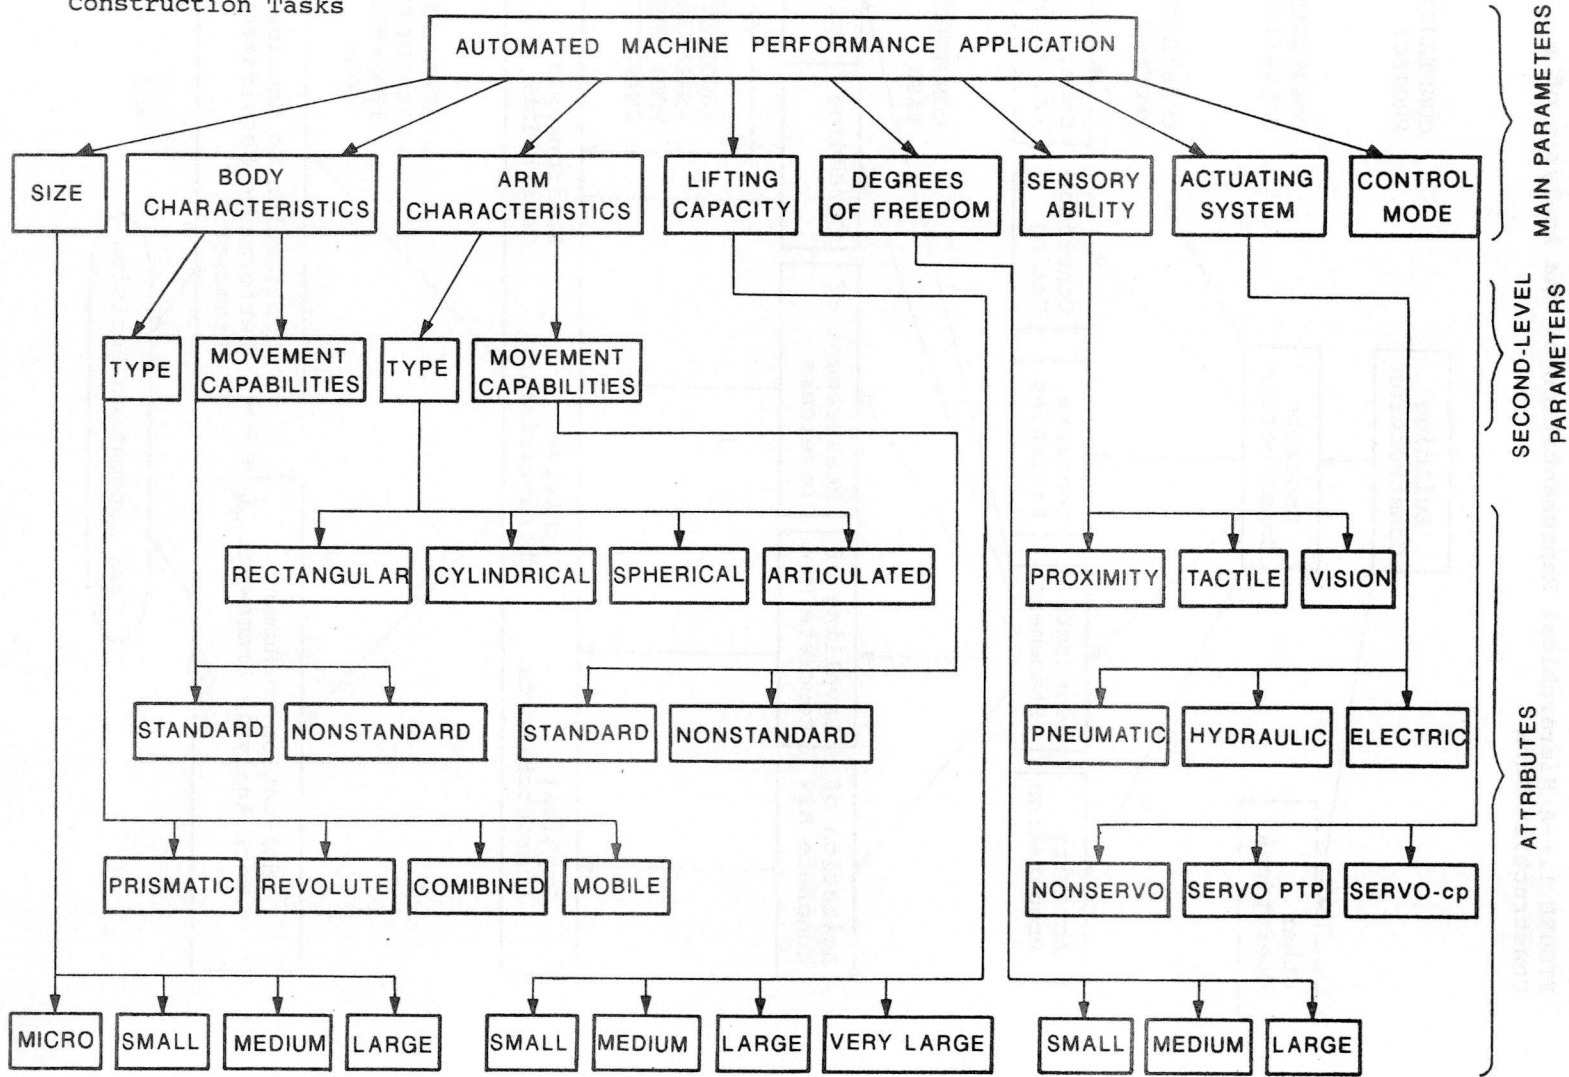 Construction Tasks
AUTOMATED MACHINE PERFORMANCE APPLICATION
MAIN PARAMETERS
SIZE
BODY
CHARACTERISTICS
ARM
CHARACTERISTICS
LIFTING
CAPACITY
DEGREES
OF FREEDOM
SENSORY
ABILITY
ACTUATING
SYSTEM
CONTROL
MODE
SECOND-LEVEL
PARAMETERS
TYPE
MOVEMENT
CAPABILITIES
TYPE
MOVEMENT
CAPABILITIES
ATTRIBUTES
RECTANGULAR
CYLINDRICAL
SPHERICAL
ARTICULATED
PROXIMITY
TACTILE
VISION
STANDARD
NONSTANDARD
STANDARD
NONSTANDARD
PNEUMATIC
HYDRAULIC
ELECTRIC
PRISMATIC
REVOLUTE
COMIBINED
MOBILE
NONSERVO
SERVO PTP
SERVO-cp
MICRO
SMALL
MEDIUM
LARGE
SMALL
MEDIUM
LARGE
VERY LARGE
SMALL
MEDIUM
LARGE